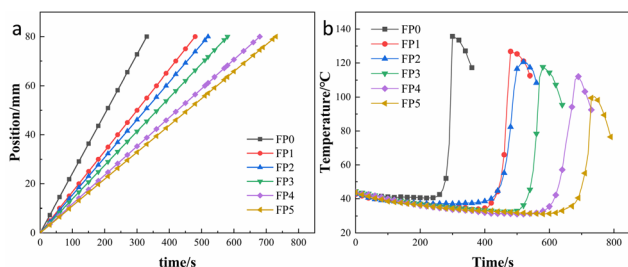 a
Position/mm
80
60
40
20
0
0 100 200 300 400 500 600 700 800
time/s
FP0
FP1
FP2
FP3
FP4
FP5
b
Temperature/°C
140
120
100
80
60
40
20
0 200 400 600 800
Time/s
FP0
FP1
FP2
FP3
FP4
FP5